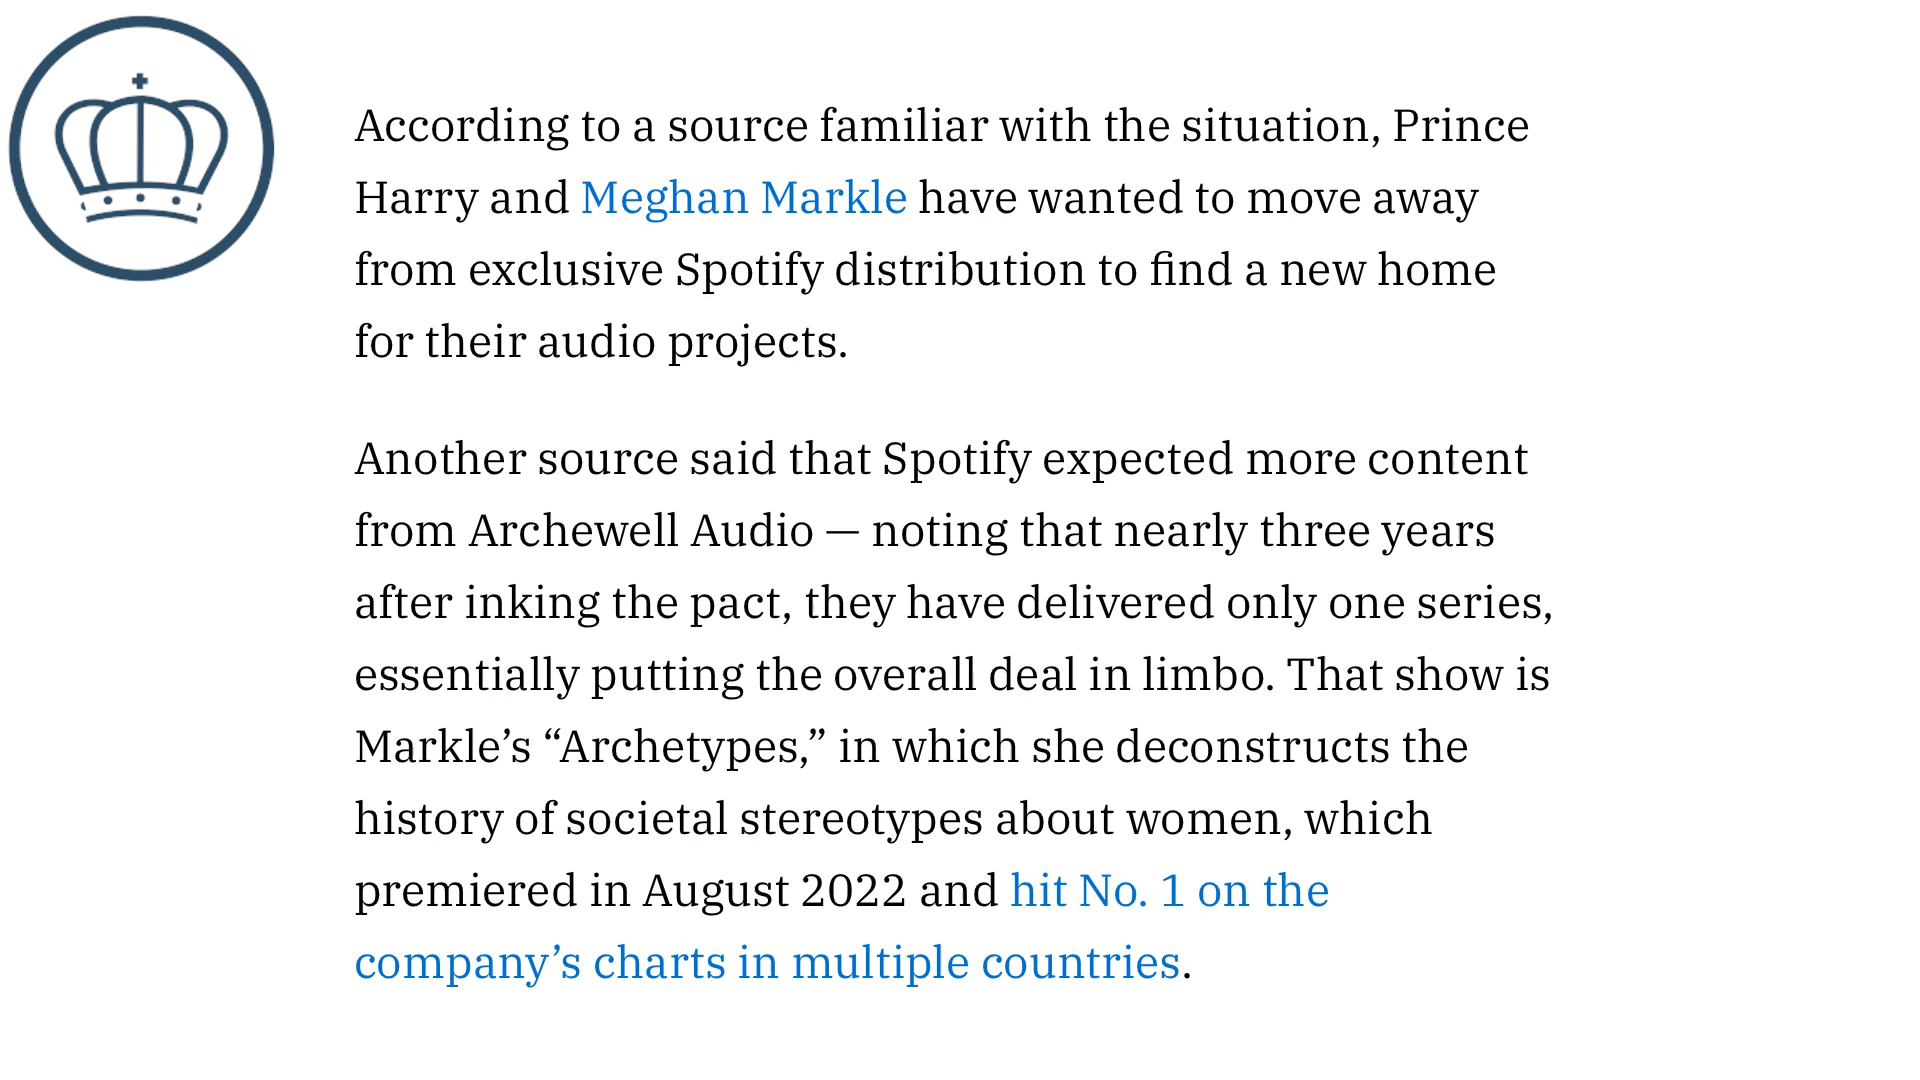 According to a source familiar with the situation, Prince
Harry and Meghan Markle have wanted to move away
from exclusive Spotify distribution to find a new home
for their audio projects.
Another source said that Spotify expected more content
from Archewell Audio — noting that nearly three years
after inking the pact, they have delivered only one series,
essentially putting the overall deal in limbo. That show is
Markle’s “Archetypes,” in which she deconstructs the
history of societal stereotypes about women, which
premiered in August 2022 and hit No. 1 on the
company’s charts in multiple countries.